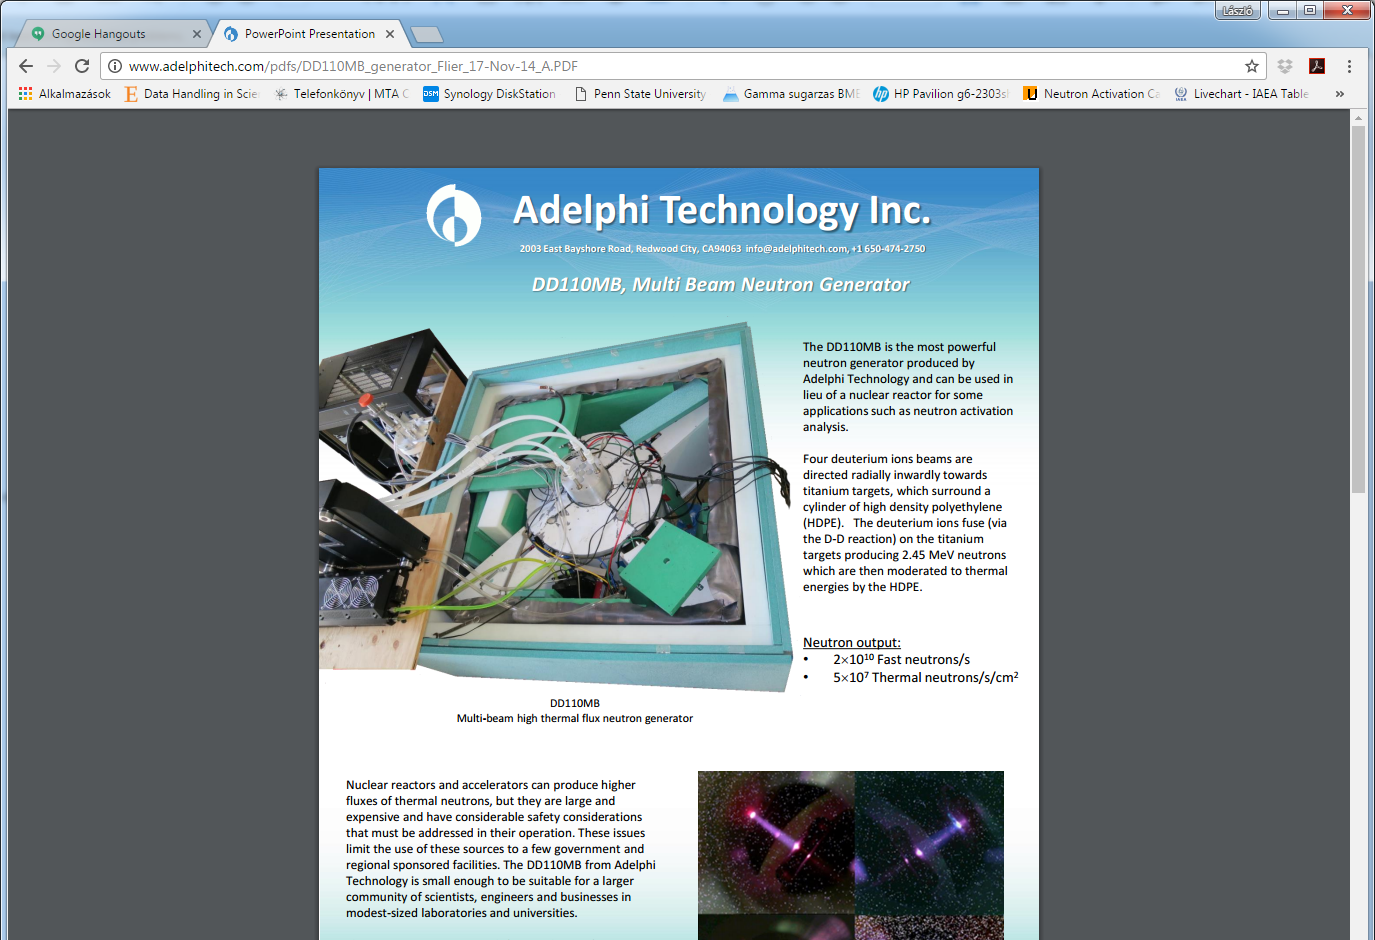 László
Google Hangouts
PowerPoint Presentation
www.adelphitech.com/pdfs/DD110MB_generator_Flier_17-Nov-14_A.PDF
Alkalmazások
Data Handling in Scie
Telefonkönyv | MTA C
DSM
Synology DiskStation
Penn State University
Gamma sugarzas BME
hp
HP Pavilion g6-2303sh
Neutron Activation Ca
IAEA
Livechart - IAEA Table
»
Adelphi Technology Inc.
2003 East Bayshore Road, Redwood City, CA94063 info@adelphitech.com, +1 650-474-2750
DD110MB, Multi Beam Neutron Generator
The DD110MB is the most powerful
neutron generator produced by
Adelphi Technology and can be used in
lieu of a nuclear reactor for some
applications such as neutron activation
analysis.
Four deuterium ions beams are
directed radially inwardly towards
titanium targets, which surround a
cylinder of high density polyethylene
(HDPE). The deuterium ions fuse (via
the D-D reaction) on the titanium
targets producing 2.45 MeV neutrons
which are then moderated to thermal
energies by the HDPE.
Neutron output:
• 2×10¹⁰ Fast neutrons/s
• 5×10⁷ Thermal neutrons/s/cm²
DD110MB
Multi-beam high thermal flux neutron generator
Nuclear reactors and accelerators can produce higher
fluxes of thermal neutrons, but they are large and
expensive and have considerable safety considerations
that must be addressed in their operation. These issues
limit the use of these sources to a few government and
regional sponsored facilities. The DD110MB from Adelphi
Technology is small enough to be suitable for a larger
community of scientists, engineers and businesses in
modest-sized laboratories and universities.